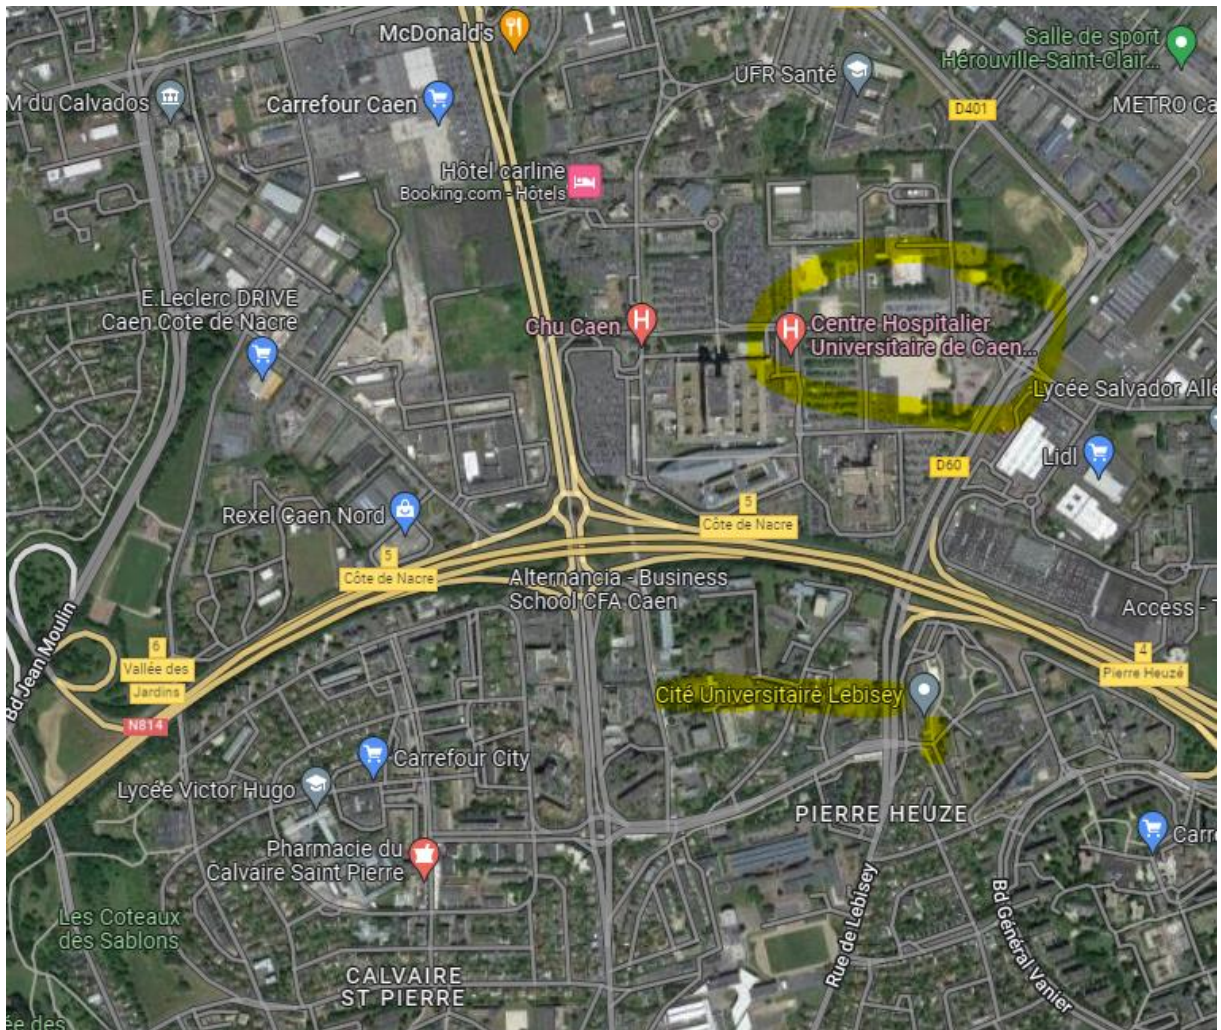 McDonald's
Salle de sport
Hérouville-Saint-Clair...
UFR Santé
M du Calvados
Carrefour Caen
D401
METRO Ca
Hôtel carline
Booking.com - Hôtels
E.Leclerc DRIVE
Caen Cote de Nacre
Chu Caen
Centre Hospitalier
Universitaire de Caen...
Lycée Salvador Alle
Lidl
D60
Rexel Caen Nord
5
Côte de Nacre
5
Côte de Nacre
Alternancia - Business
School CFA Caen
Access - T
Bd Jean Moulin
6
Vallée des
Jardins
4
Pierre Heuzé
Cité Universitaire Lebisey
N814
Carrefour City
Lycée Victor Hugo
PIERRE HEUZE
Carre
Pharmacie du
Calvaire Saint Pierre
Rue de Lebisey
Bd Général Vanier
Les Coteaux
des Sablons
CALVAIRE
ST PIERRE
ée des